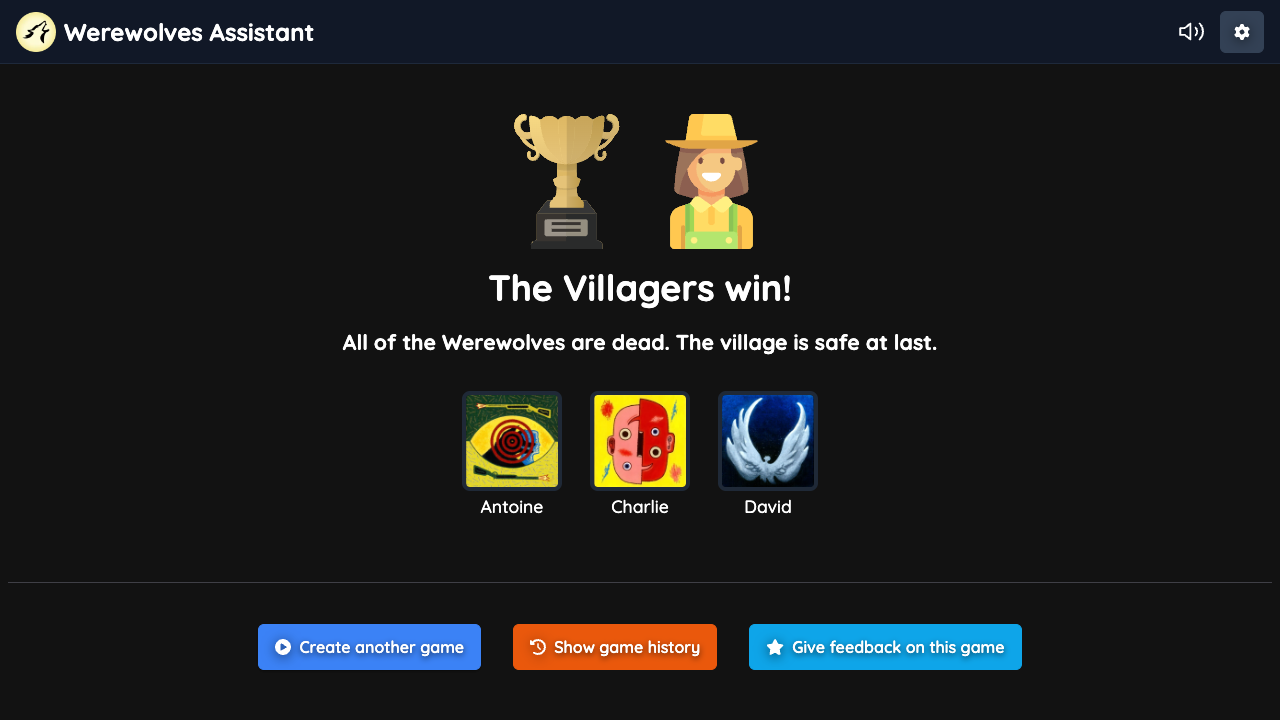 Werewolves Assistant
The Villagers win!
All of the Werewolves are dead. The village is safe at last.
Antoine
Charlie
David
Create another game
Show game history
Give feedback on this game